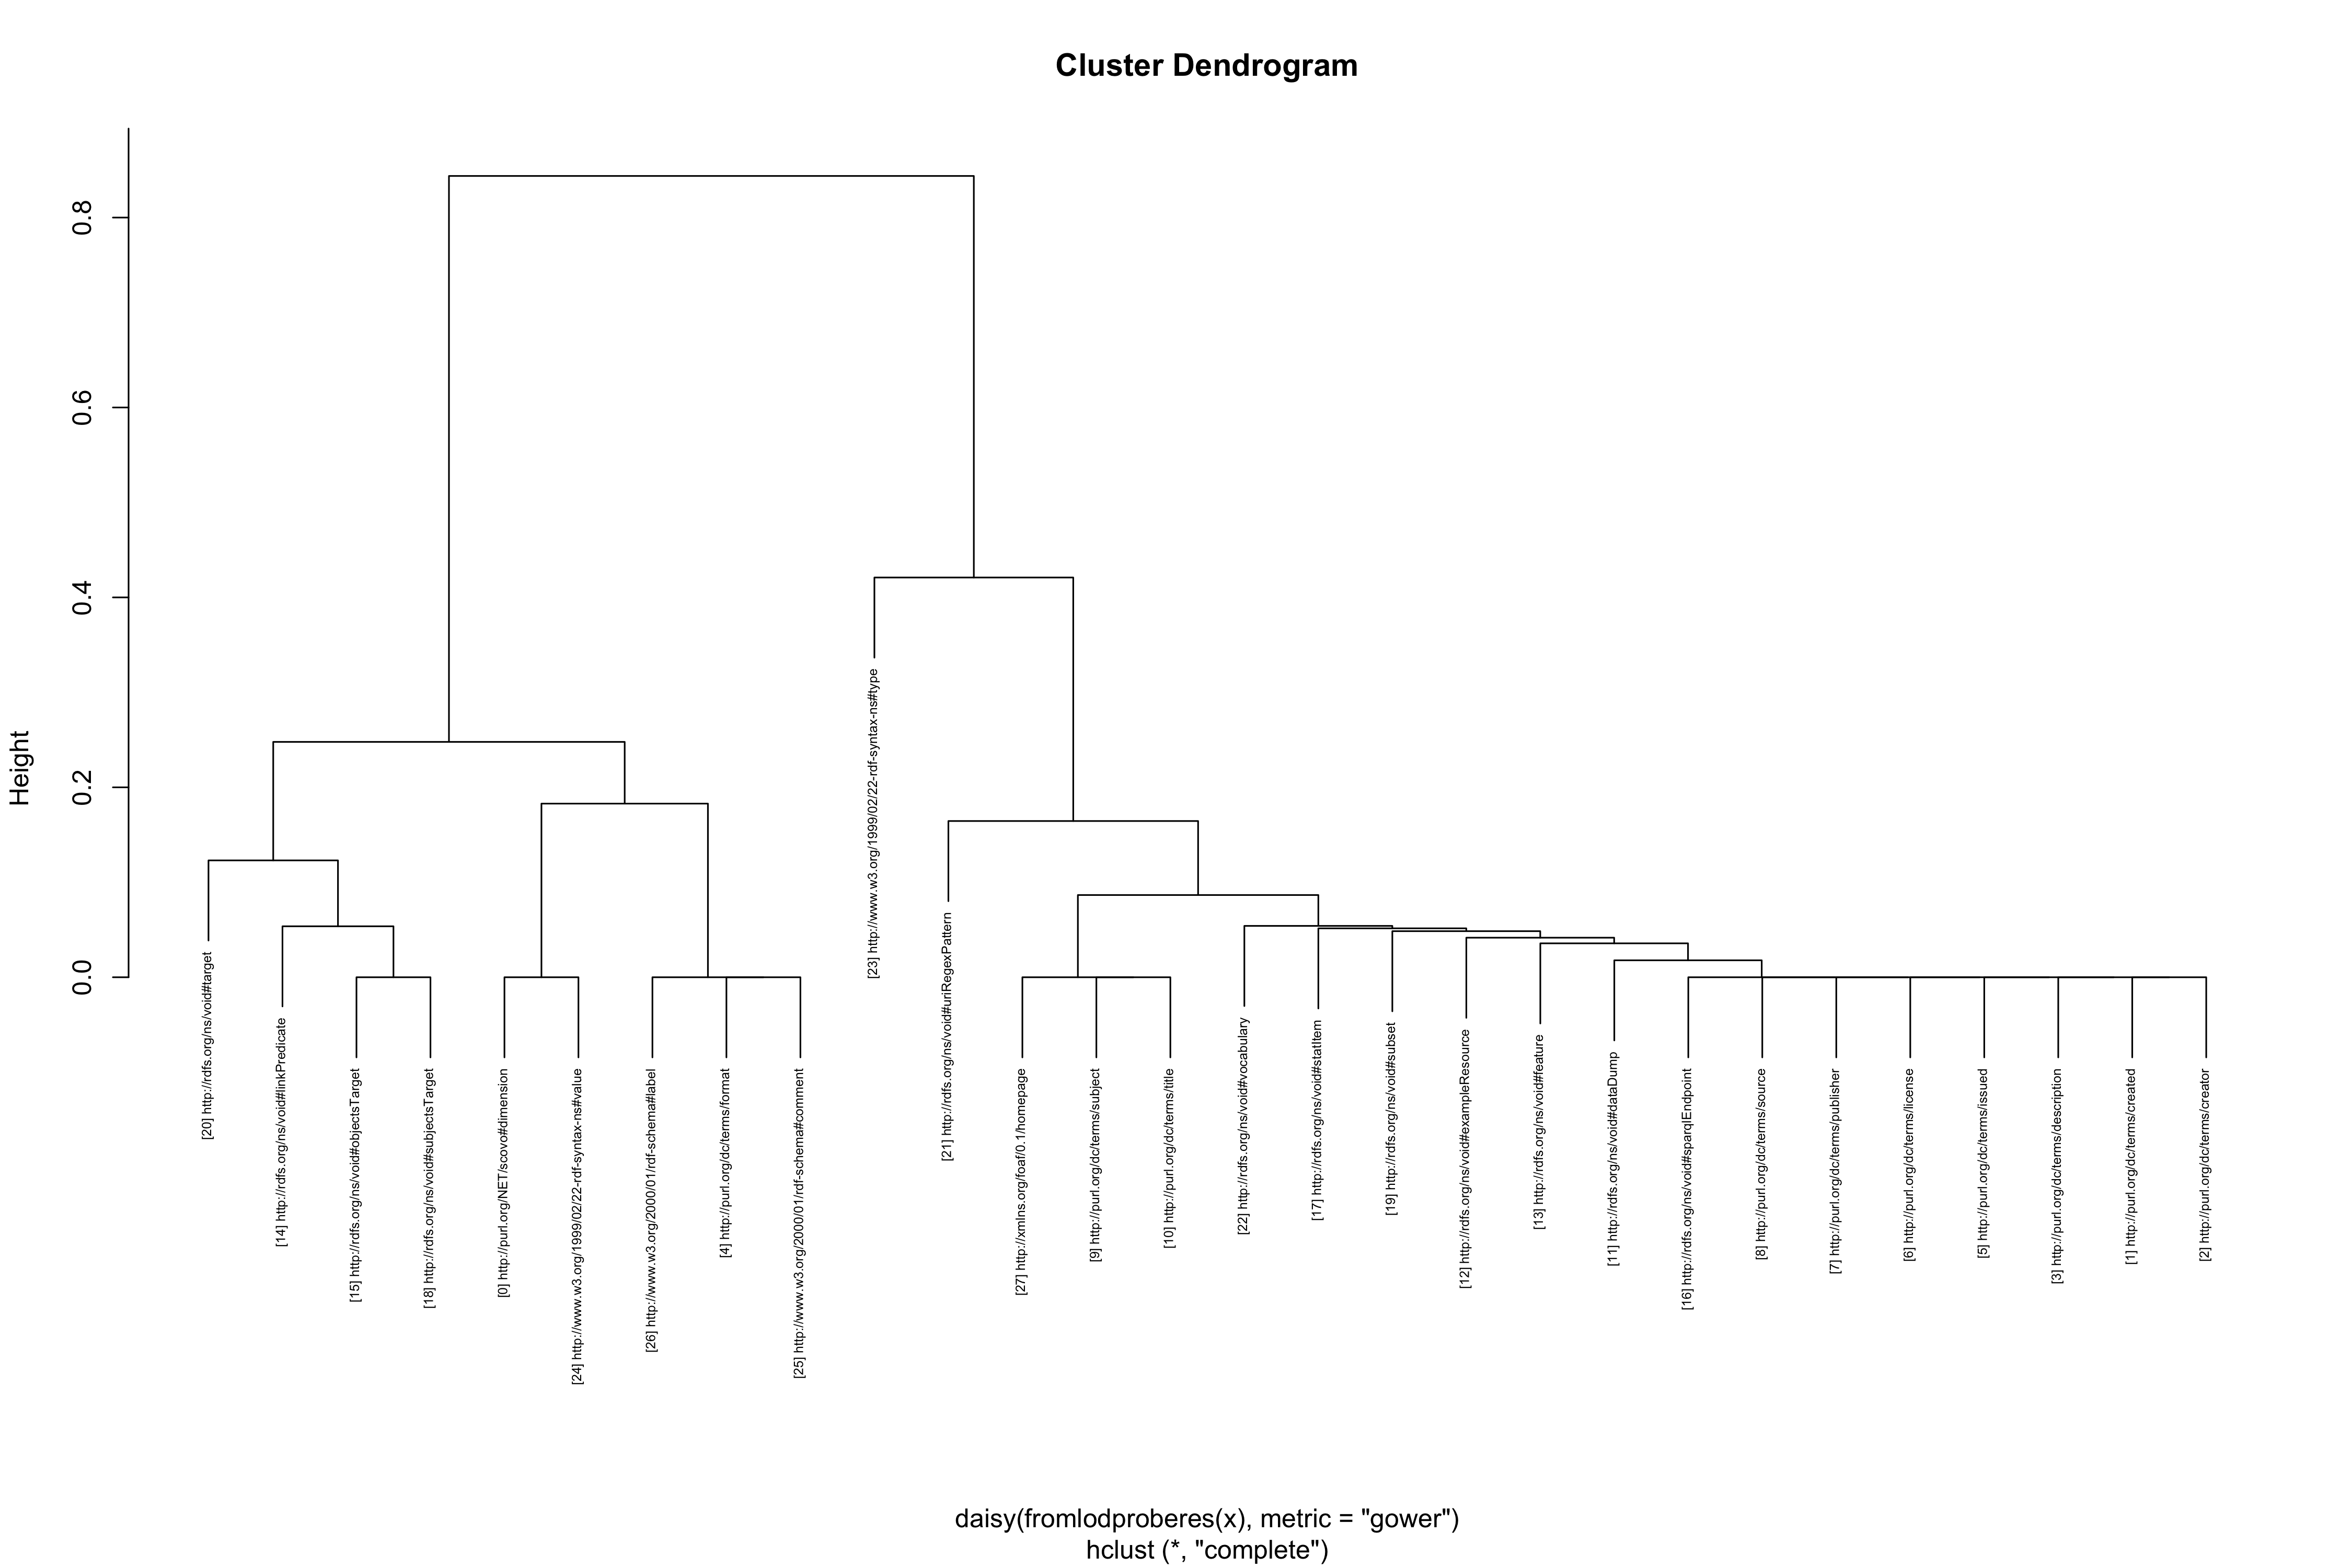 Cluster Dendrogram
Height
0.0
0.2
0.4
0.6
0.8
[20] http://rdfs.org/ns/void#target
[14] http://rdfs.org/ns/void#linkPredicate
[15] http://rdfs.org/ns/void#objectsTarget
[18] http://rdfs.org/ns/void#subjectsTarget
[0] http://purl.org/NET/scovo#dimension
[24] http://www.w3.org/1999/02/22-rdf-syntax-ns#value
[26] http://www.w3.org/2000/01/rdf-schema#label
[4] http://purl.org/dc/terms/format
[25] http://www.w3.org/2000/01/rdf-schema#comment
[23] http://www.w3.org/1999/02/22-rdf-syntax-ns#type
[21] http://rdfs.org/ns/void#uriRegexPattern
[27] http://xmlns.org/foaf/0.1/homepage
[9] http://purl.org/dc/terms/subject
[10] http://purl.org/dc/terms/title
[22] http://rdfs.org/ns/void#vocabulary
[17] http://rdfs.org/ns/void#statItem
[19] http://rdfs.org/ns/void#subset
[12] http://rdfs.org/ns/void#exampleResource
[13] http://rdfs.org/ns/void#feature
[11] http://rdfs.org/ns/void#dataDump
[16] http://rdfs.org/ns/void#sparqlEndpoint
[8] http://purl.org/dc/terms/source
[7] http://purl.org/dc/terms/publisher
[6] http://purl.org/dc/terms/license
[5] http://purl.org/dc/terms/issued
[3] http://purl.org/dc/terms/description
[1] http://purl.org/dc/terms/created
[2] http://purl.org/dc/terms/creator
daisy(fromlodproberes(x), metric = "gower")
hclust (*, "complete")